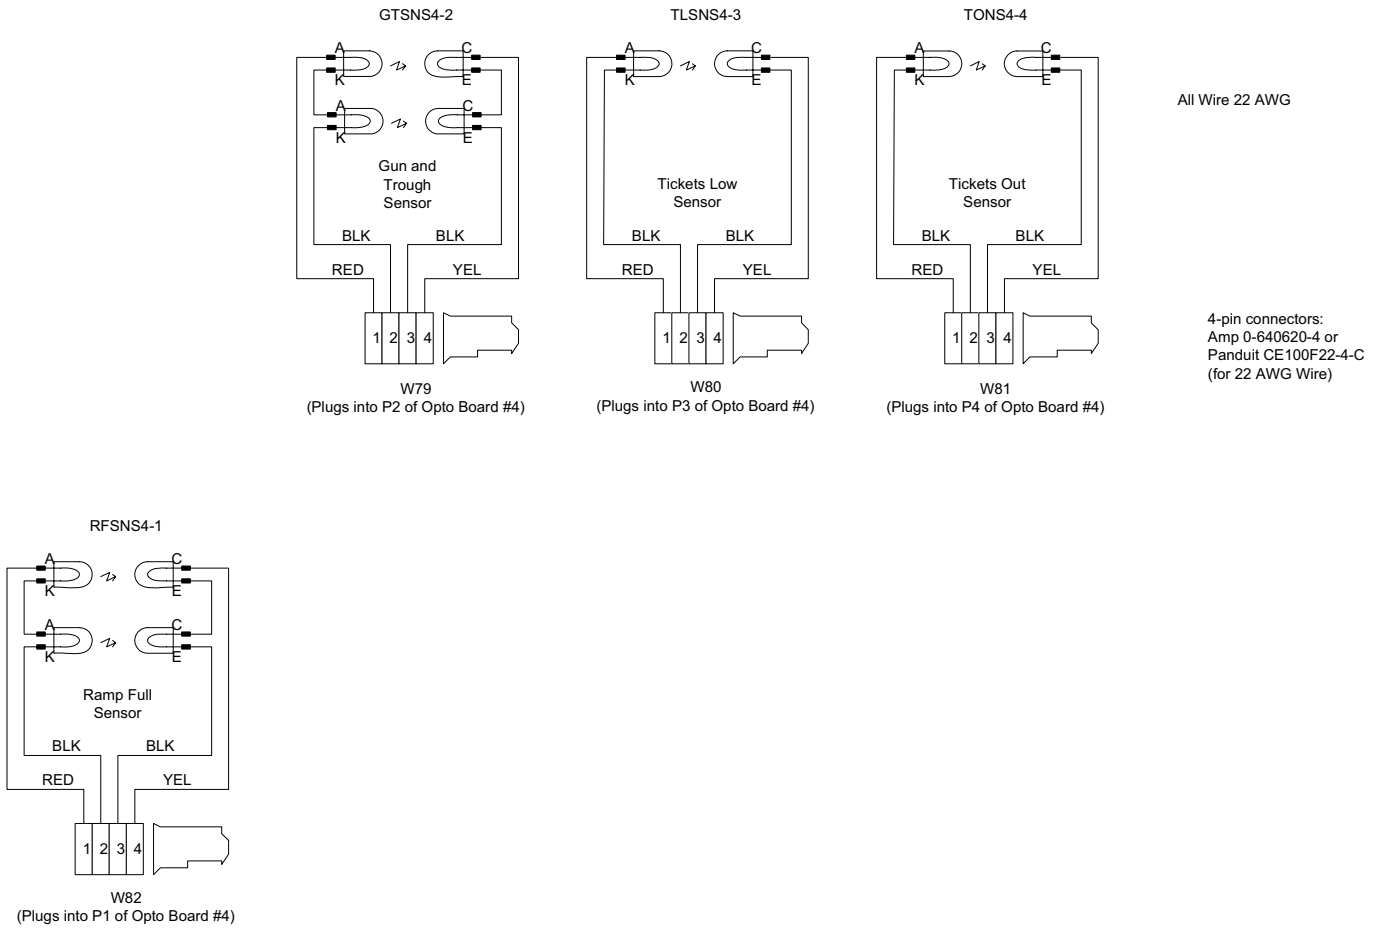 GTSNS4-2
A
C
K
E
A
C
K
E
Gun and
Trough
Sensor
BLK
BLK
RED
YEL
1 2 3 4
W79
(Plugs into P2 of Opto Board #4)
TLSNS4-3
A
C
K
E
Tickets Low
Sensor
BLK
BLK
RED
YEL
1 2 3 4
W80
(Plugs into P3 of Opto Board #4)
TONS4-4
A
C
K
E
Tickets Out
Sensor
BLK
BLK
RED
YEL
1 2 3 4
W81
(Plugs into P4 of Opto Board #4)
All Wire 22 AWG
4-pin connectors:
Amp 0-640620-4 or
Panduit CE100F22-4-C
(for 22 AWG Wire)
RFSNS4-1
A
C
K
E
A
C
K
E
Ramp Full
Sensor
BLK
BLK
RED
YEL
1 2 3 4
W82
(Plugs into P1 of Opto Board #4)